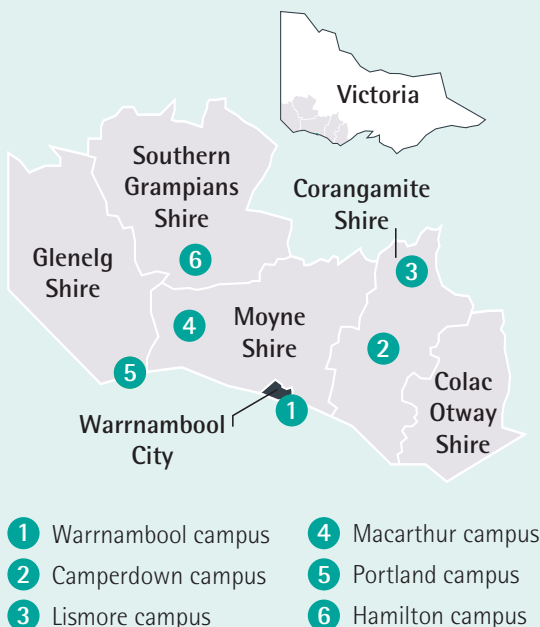 Victoria
Southern
Grampians
Shire
Corangamite
Shire
Glenelg
Shire
6
3
4
Moyne
Shire
2
5
Colac
Otway
Shire
1
Warrnambool
City
1 Warrnambool campus
2 Camperdown campus
3 Lismore campus
4 Macarthur campus
5 Portland campus
6 Hamilton campus